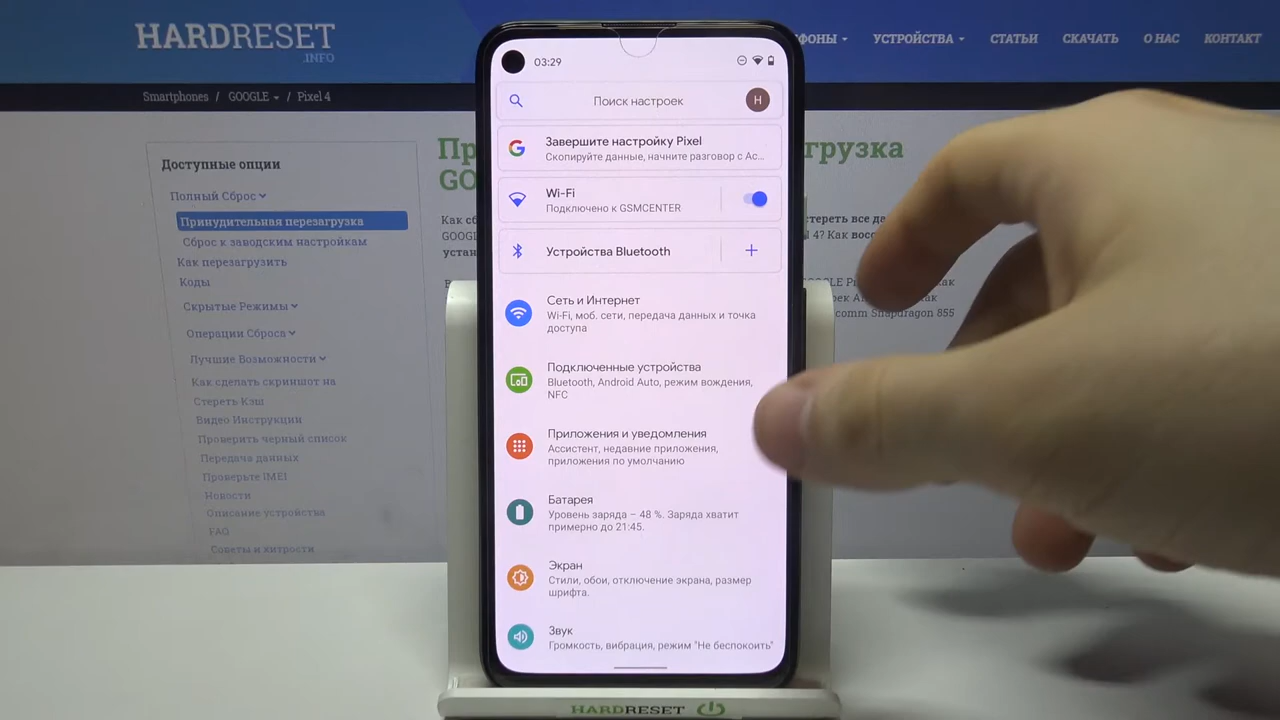 HARDRESET
.INFO
УСТРОЙСТВА
СТАТЬИ
СКАЧАТЬ
О НАС
КОНТАКТ
Smartphones / GOOGLE / Pixel 4
Доступные опции
Полный Сброс
Принудительная перезагрузка
Сброс к заводским настройкам
Как перезагрузить
Коды
Скрытые Режимы
Операции Сброса
Лучшие Возможности
Как сделать скриншот на
Стереть Кэш
Видео Инструкции
Проверить черный список
Передача данных
Проверьте IMEI
Новости
Описание устройства
FAQ
Советы и хитрости
03:29
Поиск настроек
H
Завершите настройку Pixel
Скопируйте данные, начните разговор с Ас...
Wi-Fi
Подключено к GSMCENTER
Устройства Bluetooth
Сеть и Интернет
Wi-Fi, моб. сети, передача данных и точка
доступа
Подключенные устройства
Bluetooth, Android Auto, режим вождения,
NFC
Приложения и уведомления
Ассистент, недавние приложения,
приложения по умолчанию
Батарея
Уровень заряда – 48 %. Заряда хватит
примерно до 21:45.
Экран
Стили, обои, отключение экрана, размер
шрифта.
Звук
Громкость, вибрация, режим "Не беспокоить"
HARDRESET